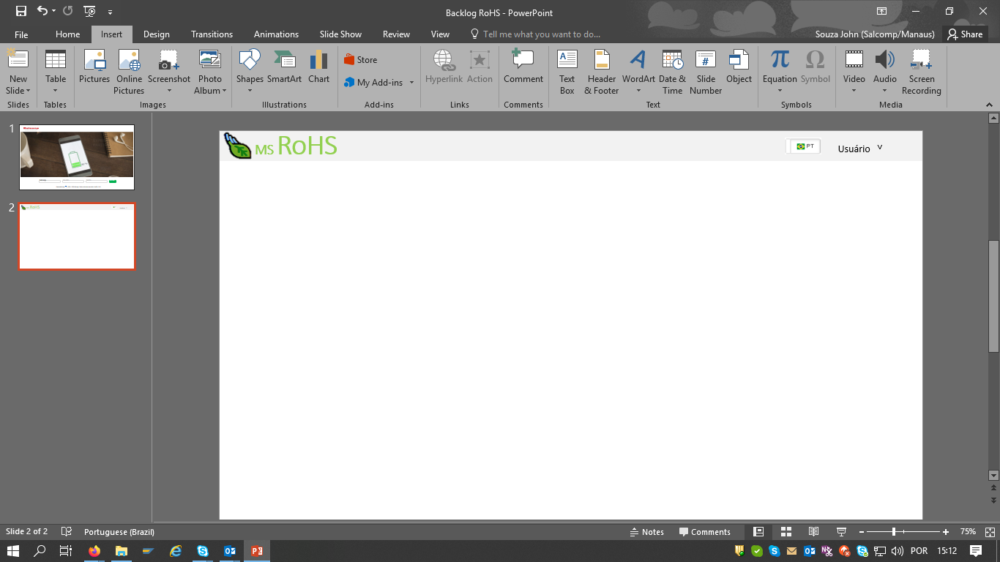 Backlog RoHS - PowerPoint
File Home Insert Design Transitions Animations Slide Show Review View Tell me what you want to do... Souza John (Salcomp/Manaus) Share
New Slide
Table
Pictures
Online Pictures
Screenshot
Photo Album
Shapes
SmartArt
Chart
Store
My Add-ins
Hyperlink
Action
Comment
Text Box
Header & Footer
WordArt
Date & Time
Slide Number
Object
Equation
Symbol
Video
Audio
Screen Recording
Slides Tables Images Illustrations Add-ins Links Comments Text Symbols Media
1
2
MS RoHS
PT
Usuário
Slide 2 of 2 Portuguese (Brazil) Notes Comments 75%
POR 15:12